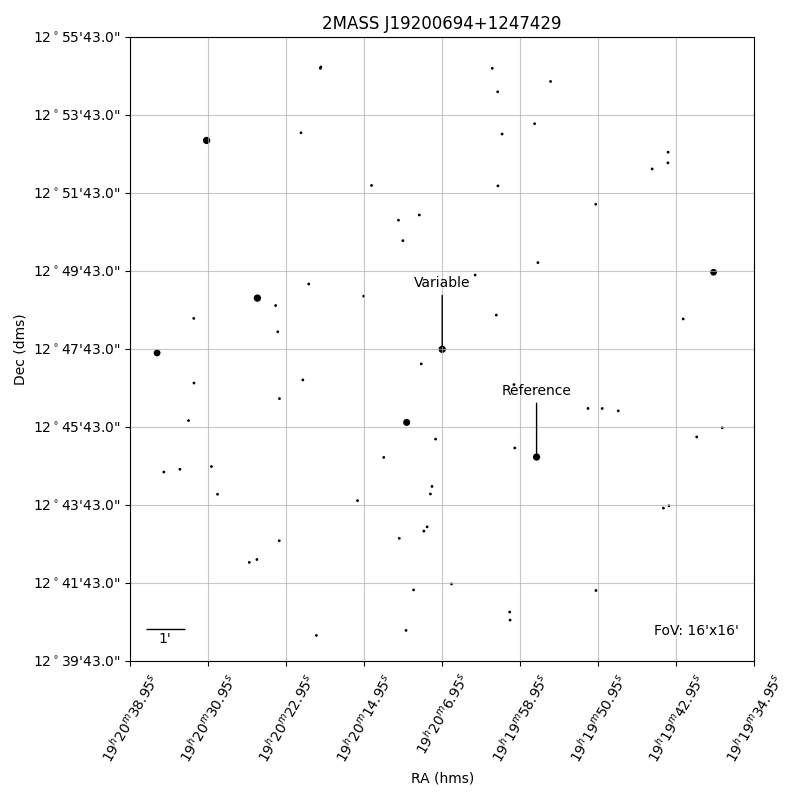 2MASS J19200694+1247429
12°55'43.0"
12°53'43.0"
12°51'43.0"
12°49'43.0"
12°47'43.0"
12°45'43.0"
12°43'43.0"
12°41'43.0"
12°39'43.0"
Dec (dms)
Variable
Reference
1'
FoV: 16'x16'
19ʰ20ᵐ38.95ˢ
19ʰ20ᵐ30.95ˢ
19ʰ20ᵐ22.95ˢ
19ʰ20ᵐ14.95ˢ
19ʰ20ᵐ6.95ˢ
19ʰ19ᵐ58.95ˢ
19ʰ19ᵐ50.95ˢ
19ʰ19ᵐ42.95ˢ
19ʰ19ᵐ34.95ˢ
RA (hms)